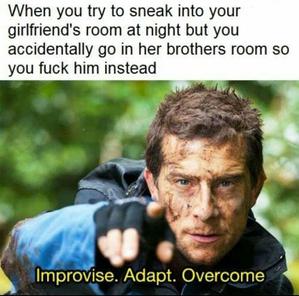 When you try to sneak into your
girlfriend's room at night but you
accidentally go in her brothers room so
you fuck him instead
Improvise. Adapt. Overcome